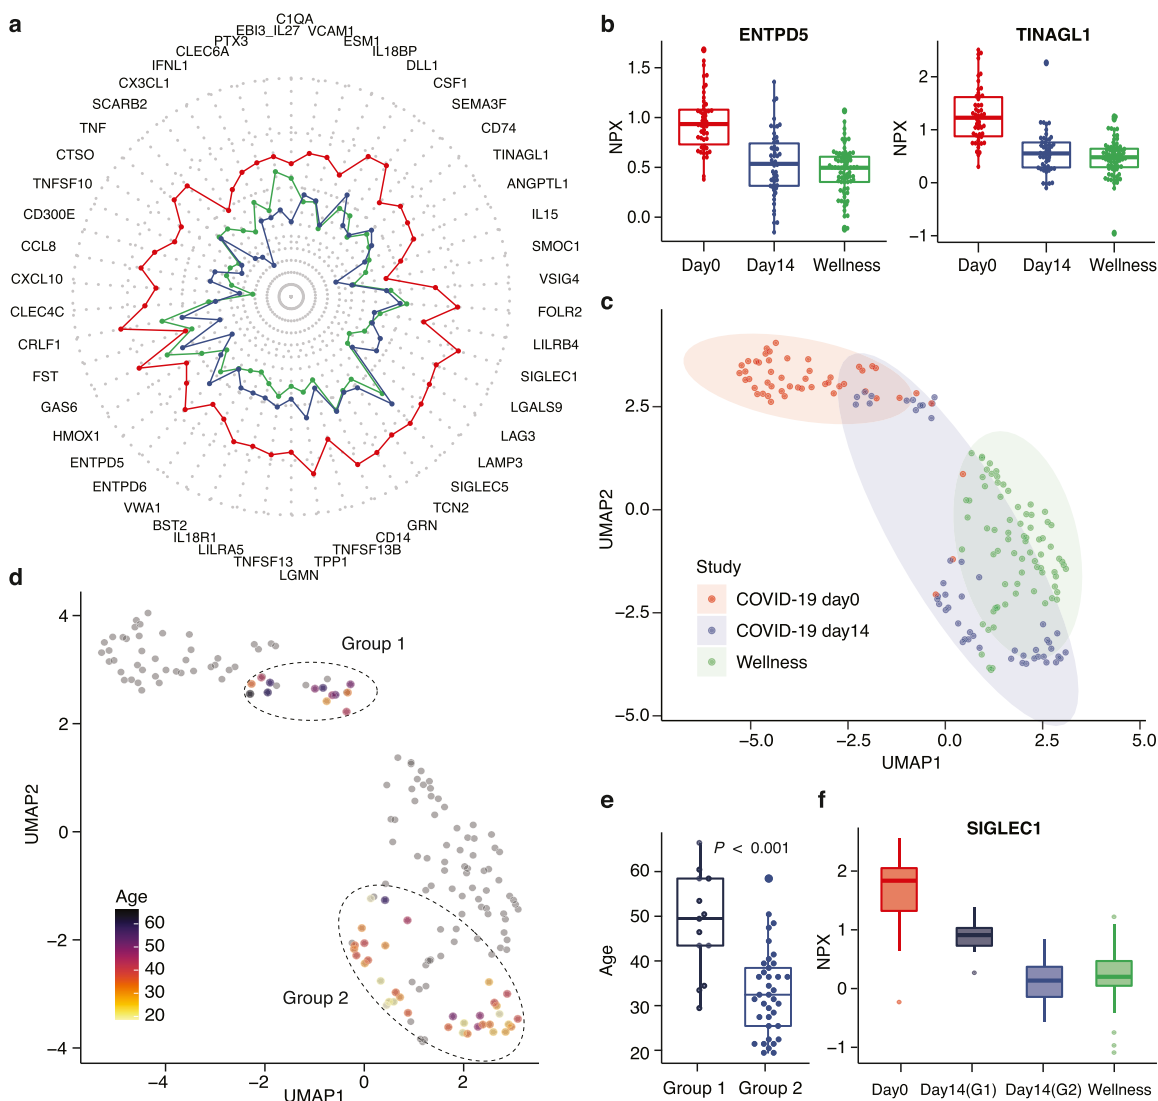 a
C1QA
EBI3_IL27
VCAM1
PTX3
ESM1
CLEC6A
IL18BP
IFNL1
DLL1
CX3CL1
CSF1
SCARB2
SEMA3F
TNF
CD74
CTSO
TINAGL1
TNFSF10
ANGPTL1
CD300E
IL15
CCL8
SMOC1
CXCL10
VSIG4
CLEC4C
FOLR2
CRLF1
LILRB4
FST
SIGLEC1
GAS6
LGALS9
HMOX1
LAG3
ENTPD5
LAMP3
ENTPD6
SIGLEC5
VWA1
TCN2
BST2
GRN
IL18R1
CD14
LILRA5
TNFSF13B
TNFSF13
TPP1
LGMN
b
ENTPD5
NPX
1.5
1.0
0.5
0.0
Day0 Day14 Wellness
TINAGL1
NPX
2
1
0
−1
Day0 Day14 Wellness
c
UMAP2
2.5
0.0
−2.5
−5.0
Study
COVID-19 day0
COVID-19 day14
Wellness
−5.0 −2.5 0.0 2.5 5.0
UMAP1
d
UMAP2
4
2
0
−2
−4
Group 1
Group 2
Age
60
50
40
30
20
−4 −2 0 2
UMAP1
e
P < 0.001
Age
60
50
40
30
20
Group 1 Group 2
f
SIGLEC1
NPX
2
1
0
−1
Day0 Day14(G1) Day14(G2) Wellness